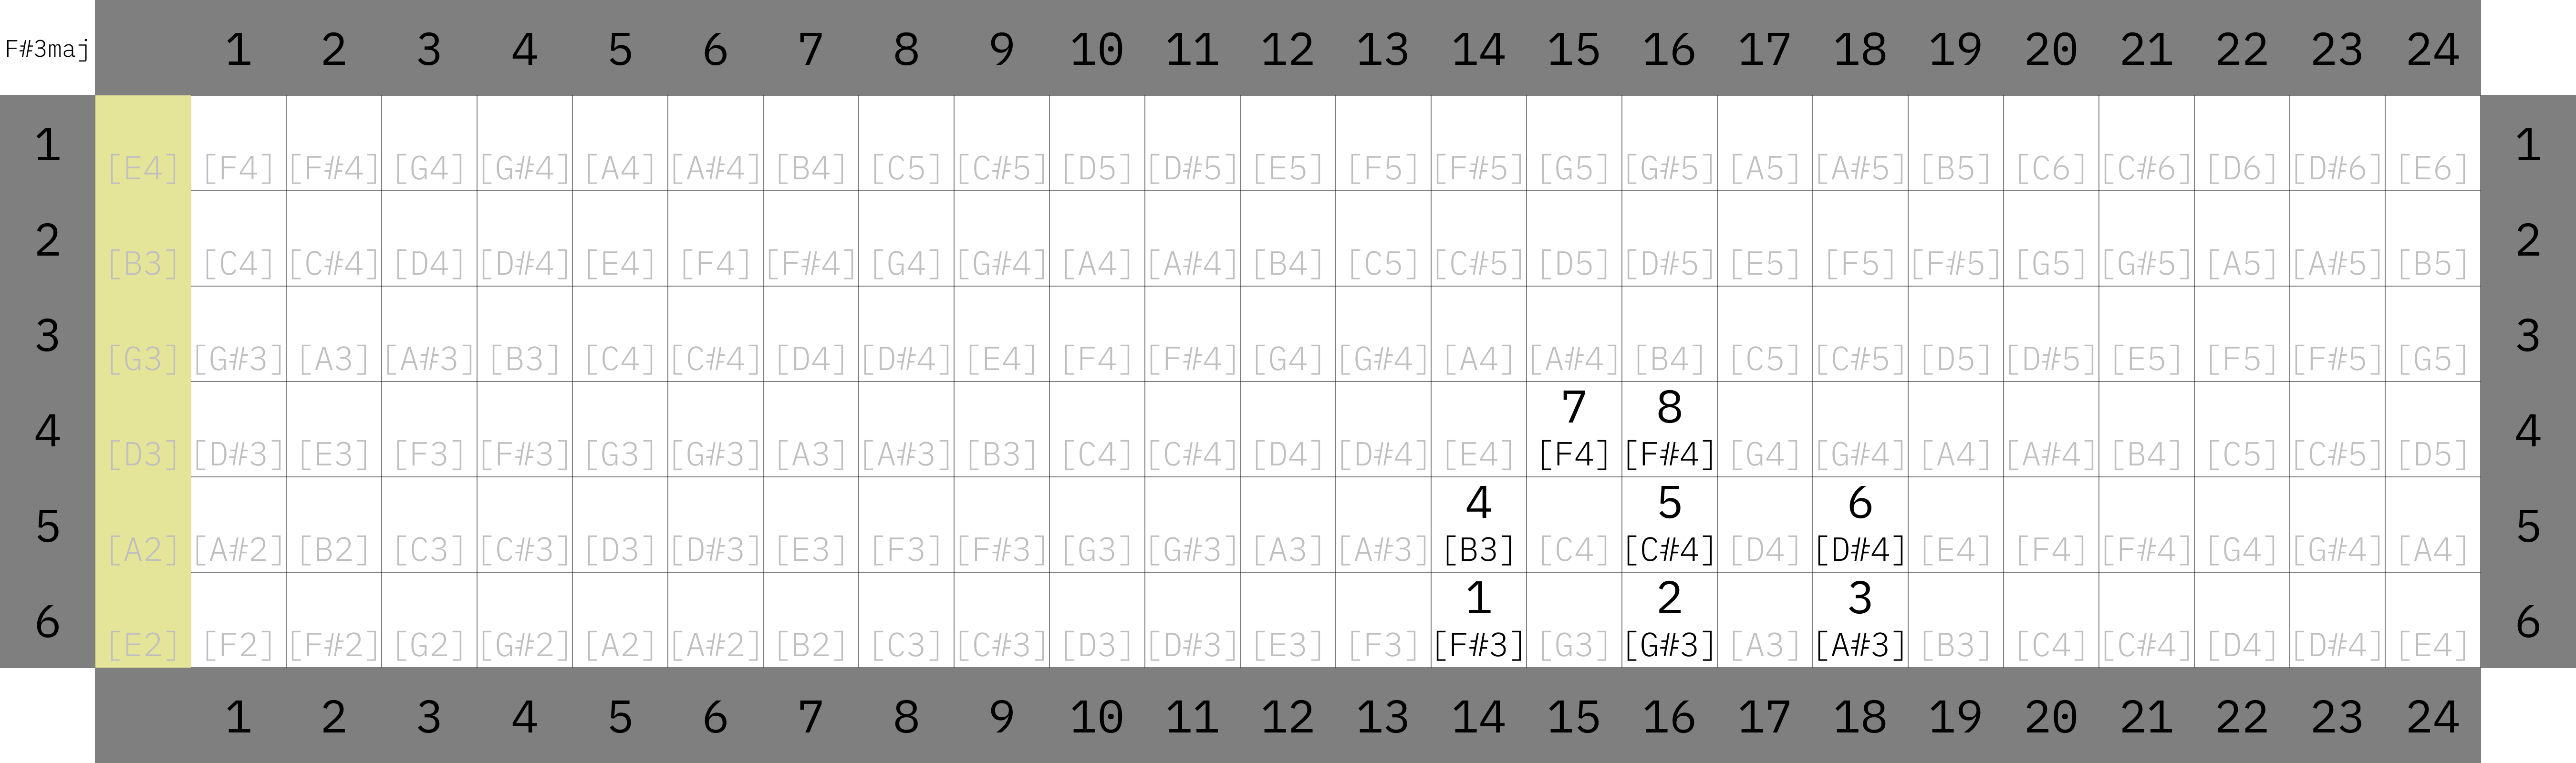 F#3maj 1 2 3 4 5 6 7 8 9 10 11 12 13 14 15 16 17 18 19 20 21 22 23 24
1 [E4] [F4] [F#4] [G4] [G#4] [A4] [A#4] [B4] [C5] [C#5] [D5] [D#5] [E5] [F5] [F#5] [G5] [G#5] [A5] [A#5] [B5] [C6] [C#6] [D6] [D#6] [E6] 1
2 [B3] [C4] [C#4] [D4] [D#4] [E4] [F4] [F#4] [G4] [G#4] [A4] [A#4] [B4] [C5] [C#5] [D5] [D#5] [E5] [F5] [F#5] [G5] [G#5] [A5] [A#5] [B5] 2
3 [G3] [G#3] [A3] [A#3] [B3] [C4] [C#4] [D4] [D#4] [E4] [F4] [F#4] [G4] [G#4] [A4] [A#4] [B4] [C5] [C#5] [D5] [D#5] [E5] [F5] [F#5] [G5] 3
7 8
4 [D3] [D#3] [E3] [F3] [F#3] [G3] [G#3] [A3] [A#3] [B3] [C4] [C#4] [D4] [D#4] [E4] [F4] [F#4] [G4] [G#4] [A4] [A#4] [B4] [C5] [C#5] [D5] 4
4 5 6
5 [A2] [A#2] [B2] [C3] [C#3] [D3] [D#3] [E3] [F3] [F#3] [G3] [G#3] [A3] [A#3] [B3] [C4] [C#4] [D4] [D#4] [E4] [F4] [F#4] [G4] [G#4] [A4] 5
1 2 3
6 [E2] [F2] [F#2] [G2] [G#2] [A2] [A#2] [B2] [C3] [C#3] [D3] [D#3] [E3] [F3] [F#3] [G3] [G#3] [A3] [A#3] [B3] [C4] [C#4] [D4] [D#4] [E4] 6
1 2 3 4 5 6 7 8 9 10 11 12 13 14 15 16 17 18 19 20 21 22 23 24